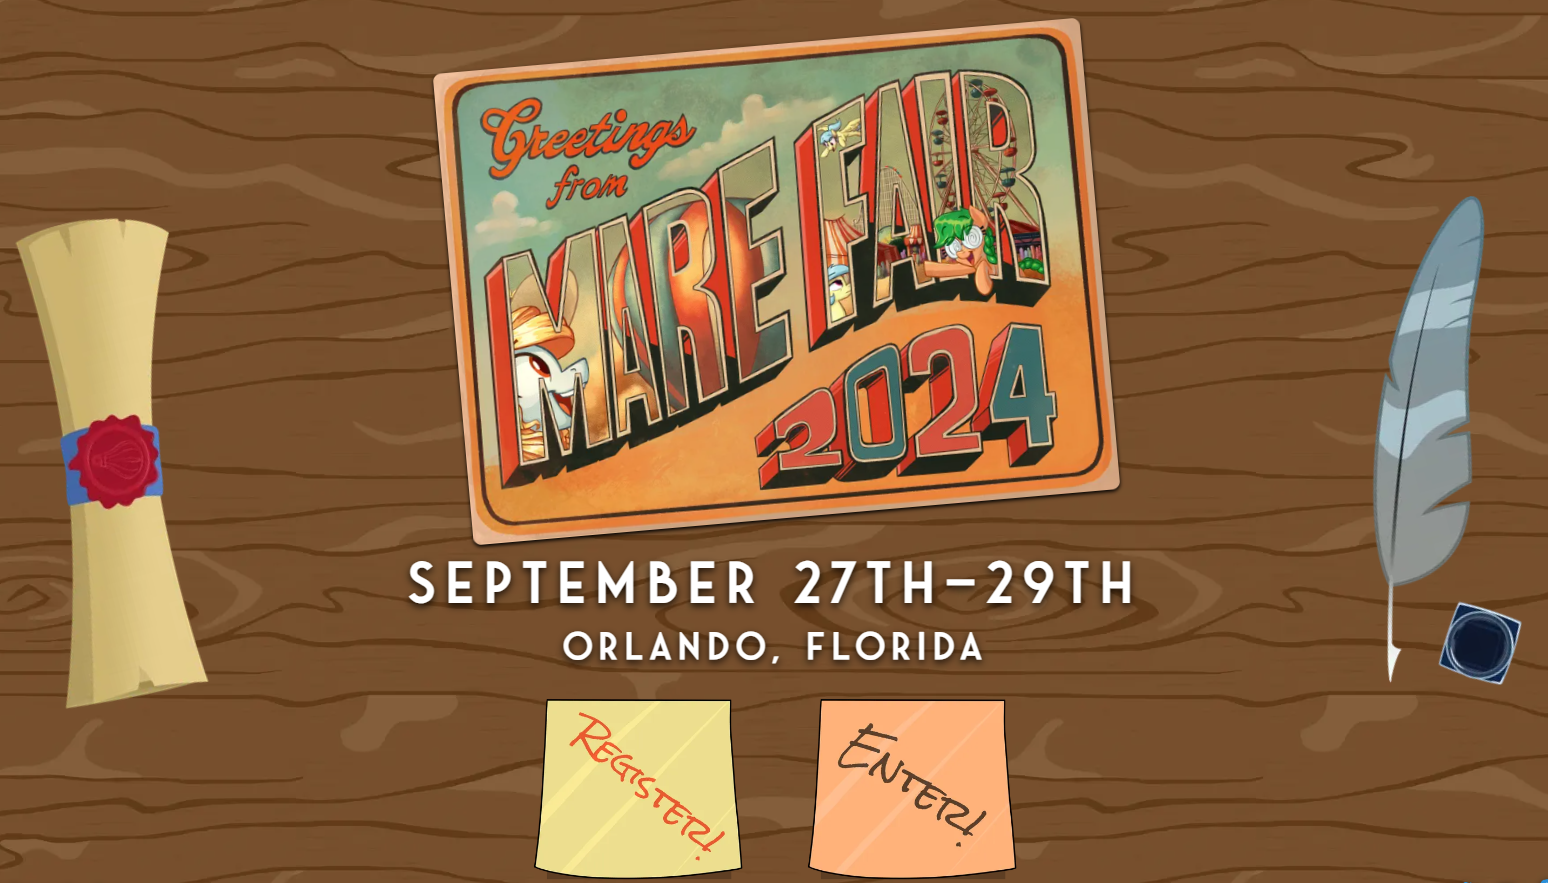 Greetings
from
MARE FAIR
2024
SEPTEMBER 27TH–29TH
ORLANDO, FLORIDA
REGISTER!
ENTER!